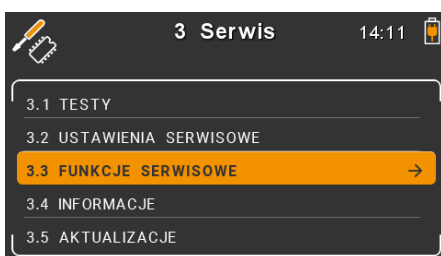 3 Serwis 14:11
3.1 TESTY
3.2 USTAWIENIA SERWISOWE
3.3 FUNKCJE SERWISOWE →
3.4 INFORMACJE
3.5 AKTUALIZACJE